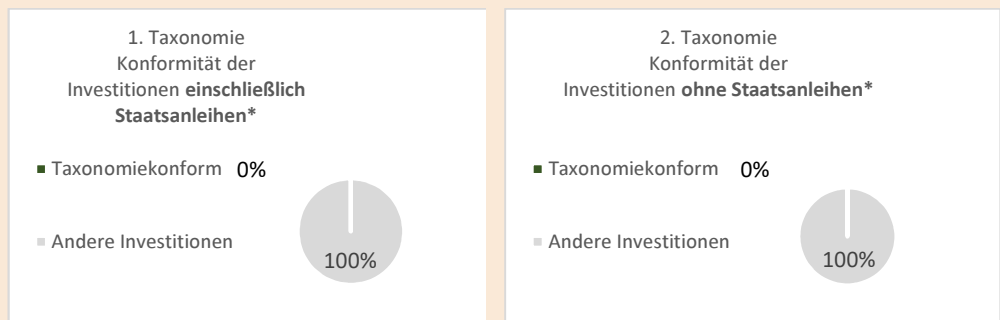 1. Taxonomie
Konformität der
Investitionen einschließlich
Staatsanleihen*
Taxonomiekonform 0%
Andere Investitionen
100%
2. Taxonomie
Konformität der
Investitionen ohne Staatsanleihen*
Taxonomiekonform 0%
Andere Investitionen
100%